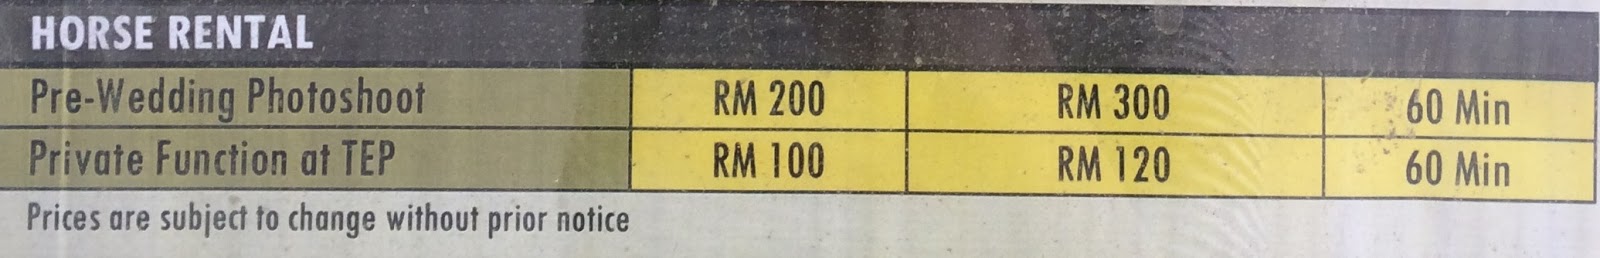 HORSE RENTAL
Pre-Wedding Photoshoot RM 200 RM 300 60 Min
Private Function at TEP RM 100 RM 120 60 Min
Prices are subject to change without prior notice